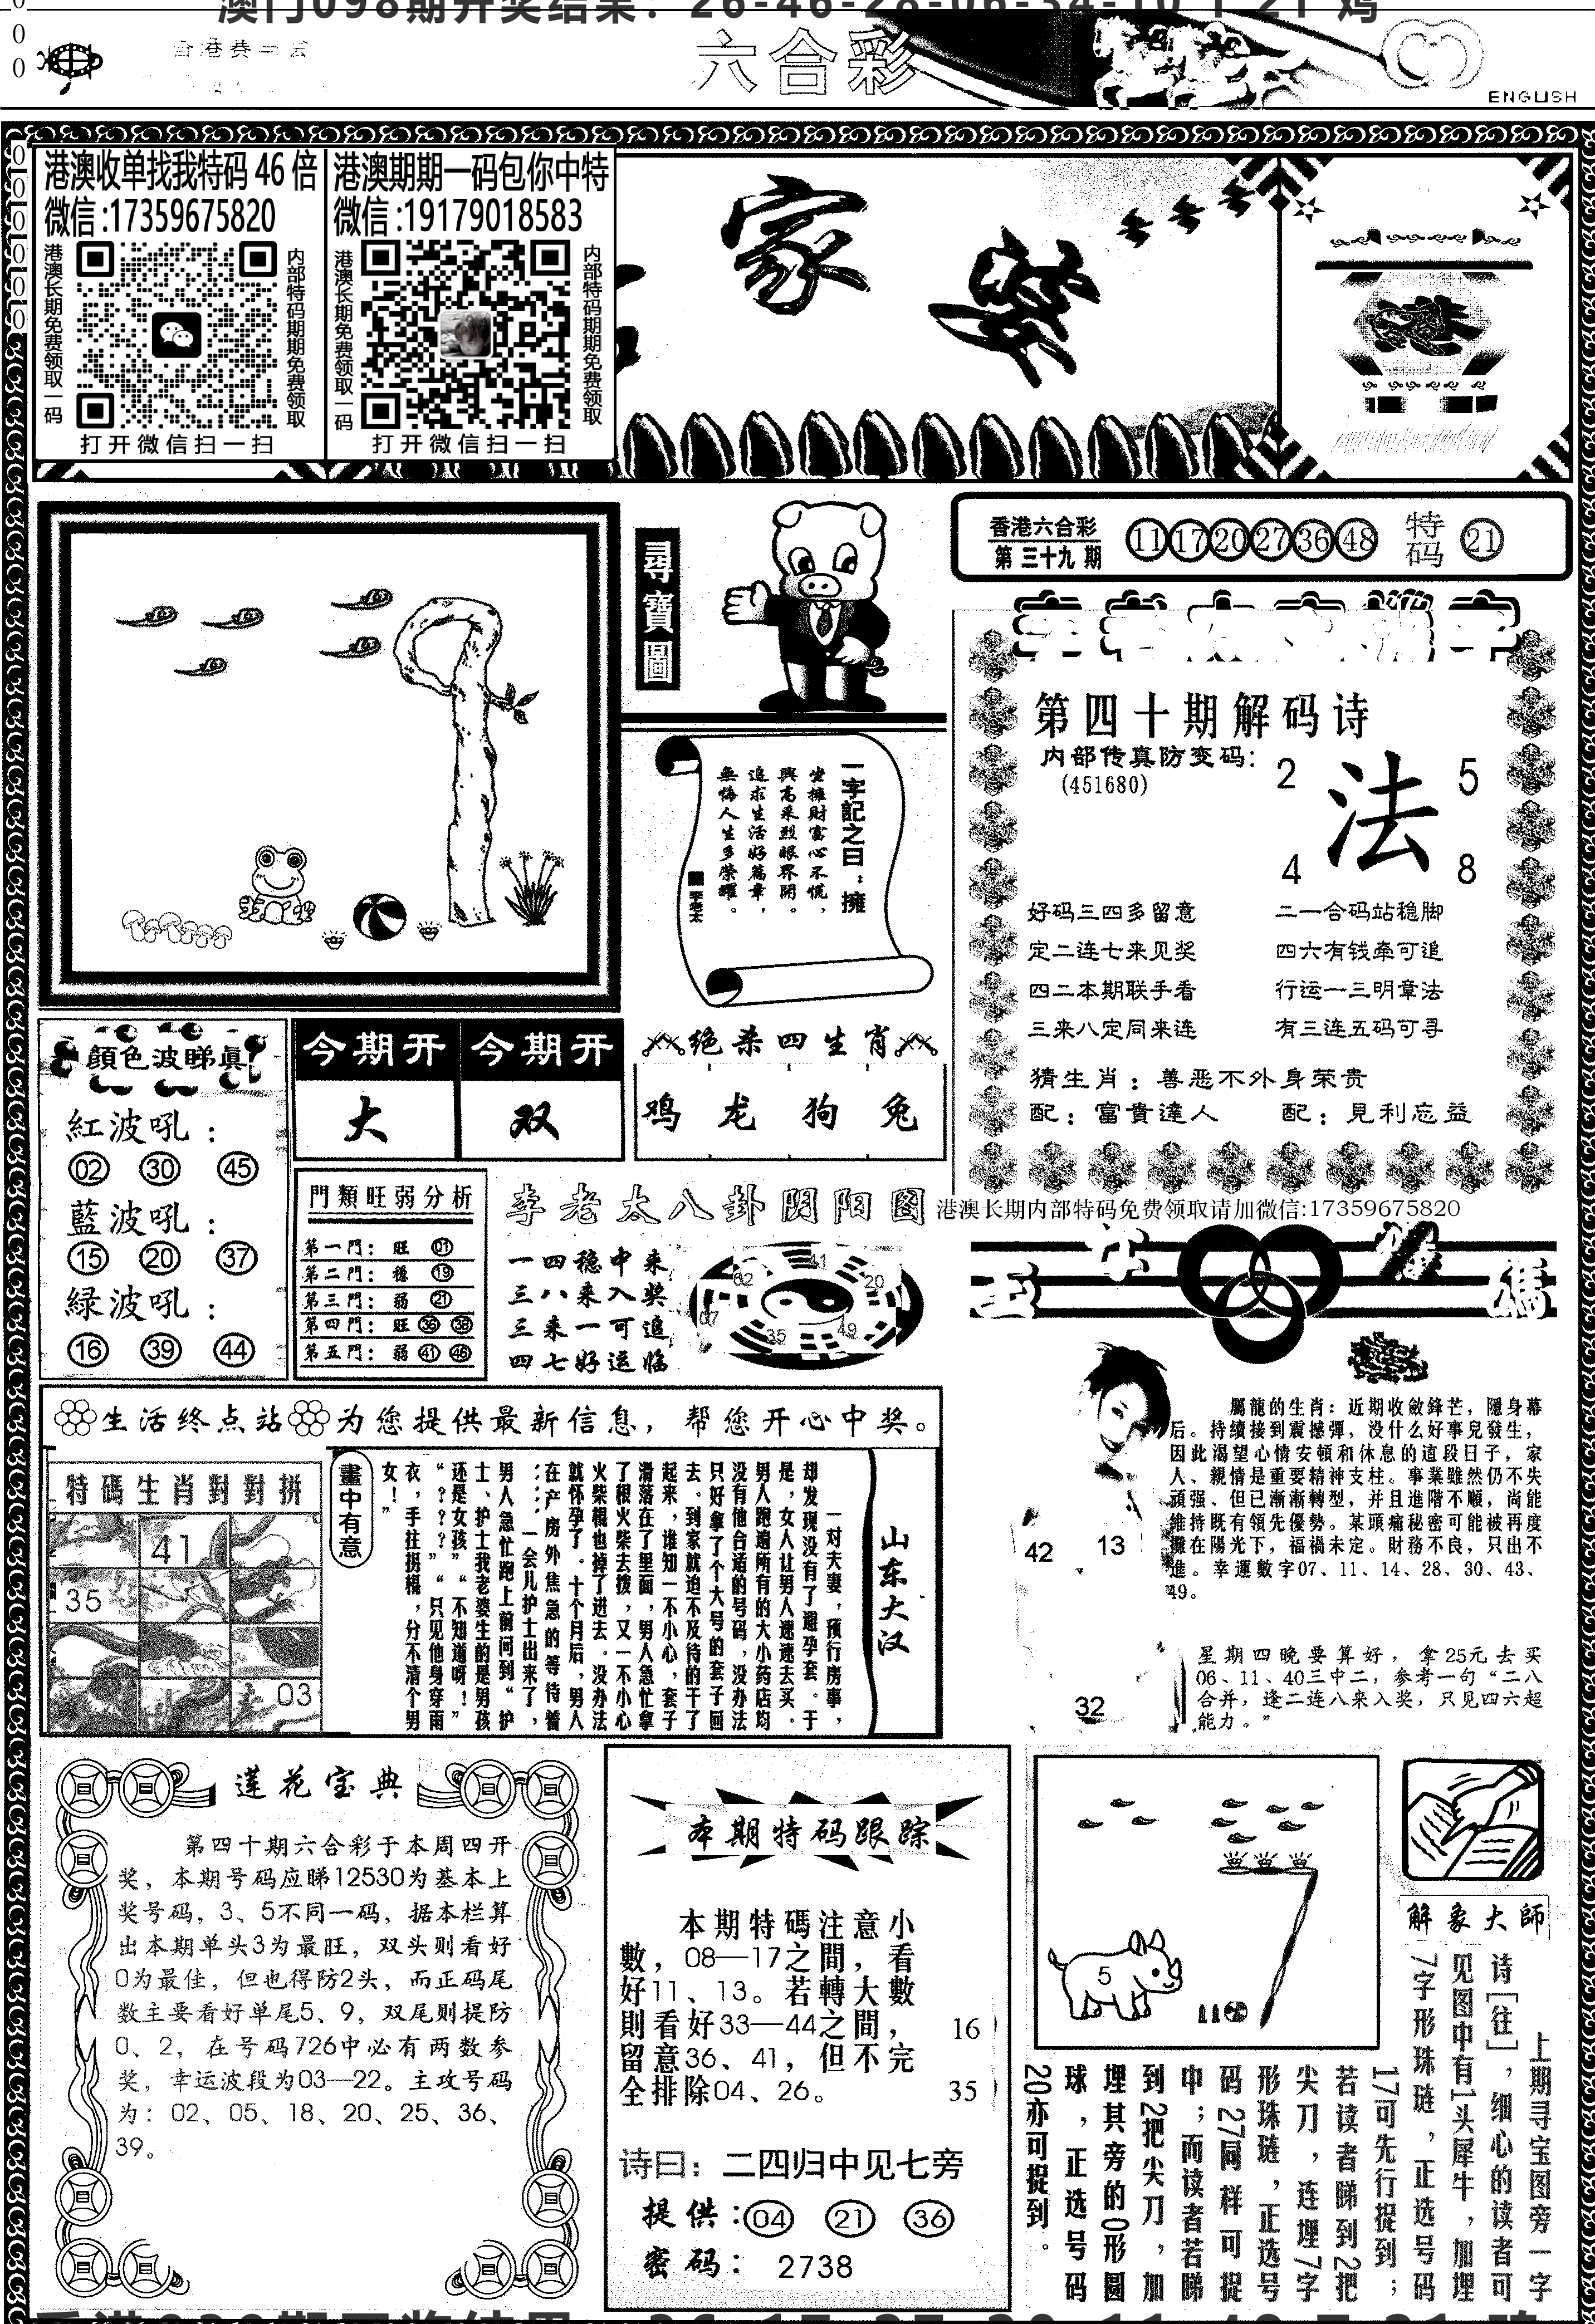 澳门098期开奖结果：26-46-28-06-34-10 T 21 鸡
六合彩
ENGLISH
港澳收单找我特码 46 倍
微信:17359675820
港澳长期免费领取一码
内部特码期期免费领取
打开微信扫一扫
港澳期期一码包你中特
微信:19179018583
港澳长期免费领取一码
内部特码期期免费领取
打开微信扫一扫
家婆
尋寶圖
香港六合彩
第三十九期
11 17 20 27 36 48 特码 21
一字記之曰：擁
坐擁財富心不慌，
興高采烈眼界開。
追求生活好篇章，
無悔人生多榮耀。
李老太
第四十期解码诗
内部传真防变码：
(451680)
2 5
法
4 8
好码三四多留意 二一合码站稳脚
定二连七来见奖 四六有钱牵可追
四二本期联手看 行运一三明章法
三来八定同来连 有三连五码可寻
猜生肖：善恶不外身荣贵
配：富貴達人 配：見利忘益
顏色波睇真
紅波吼：
02 30 45
藍波吼：
15 20 37
緑波吼：
16 39 44
今期开 今期开
大 双
绝杀四生肖
鸡 龙 狗 兔
門類旺弱分析
第一門：旺 01
第二門：穩 19
第三門：弱 21
第四門：旺 36 38
第五門：弱 41 46
李老太八卦阴阳图
一四稳中来
三八来入奖
三来一可追
四七好运临
41
62 20
07
35 49
港澳长期内部特码免费领取请加微信:17359675820
屬龍的生肖：近期收斂鋒芒，隱身幕
后。持續接到震撼彈，没什么好事兒發生，
因此渴望心情安頓和休息的這段日子，家
人、親情是重要精神支柱。事業雖然仍不失
頑强、但已漸漸轉型，并且進階不順，尚能
維持既有領先優勢。某頭痛秘密可能被再度
攤在陽光下，福禍未定。財務不良，只出不
進。幸運數字07、11、14、28、30、43、
49。
42 13
32
星期四晚要算好，拿25元去买
06、11、40三中二，参考一句“二八
合并，逢二连八来入奖，只见四六超
能力。”
生活终点站 为您提供最新信息，帮您开心中奖。
特碼生肖對對拼
41
35
03
畫中有意
山东大汉
一对夫妻，预行房事，
却发现没有了避孕套。于
是，女人让男人速速去买。
男人跑遍所有的大小药店均
没有他合适的号码，没办法
只好拿了个大号的套子回
去。到家就迫不及待的干了
起来，谁知一不小心，套子
滑落在了里面，男人急忙拿
了根火柴去拨，又一不小心
火柴棍也掉了进去。没办法
就怀孕了。十个月后，男人
在产房外焦急的等待着
……一会儿护士出来了，
男人急忙跑上前问到“护
士、护士我老婆生的是男孩
还是女孩”“不知道呀！”
“？？？”“只见他身穿雨
衣，手拄拐棍，分不清个男
女！”
莲花宝典
第四十期六合彩于本周四开
奖，本期号码应睇12530为基本上
奖号码，3、5不同一码，据本栏算
出本期单头3为最旺，双头则看好
0为最佳，但也得防2头，而正码尾
数主要看好单尾5、9，双尾则提防
0、2，在号码726中必有两数参
奖，幸运波段为03—22。主攻号码
为：02、05、18、20、25、36、
39。
本期特码跟踪
本期特碼注意小
數，08—17之間，看
好11、13。若轉大數
則看好33—44之間，
留意36、41，但不完
全排除04、26。
16
35
诗曰：二四归中见七旁
提供：04 21 36
密码：2738
5
解象大師
上期寻宝图旁一字
诗[往]，细心的读者可
见图中有1头犀牛，加埋
7字形珠琏，正选号码
17可先行捉到；
若读者睇到2把
尖刀，连埋7字
形珠琏，正选号
码27同样可捉
中；而读者若睇
到2把尖刀，加
埋其旁的0形圆
球，正选号码
20亦可捉到。